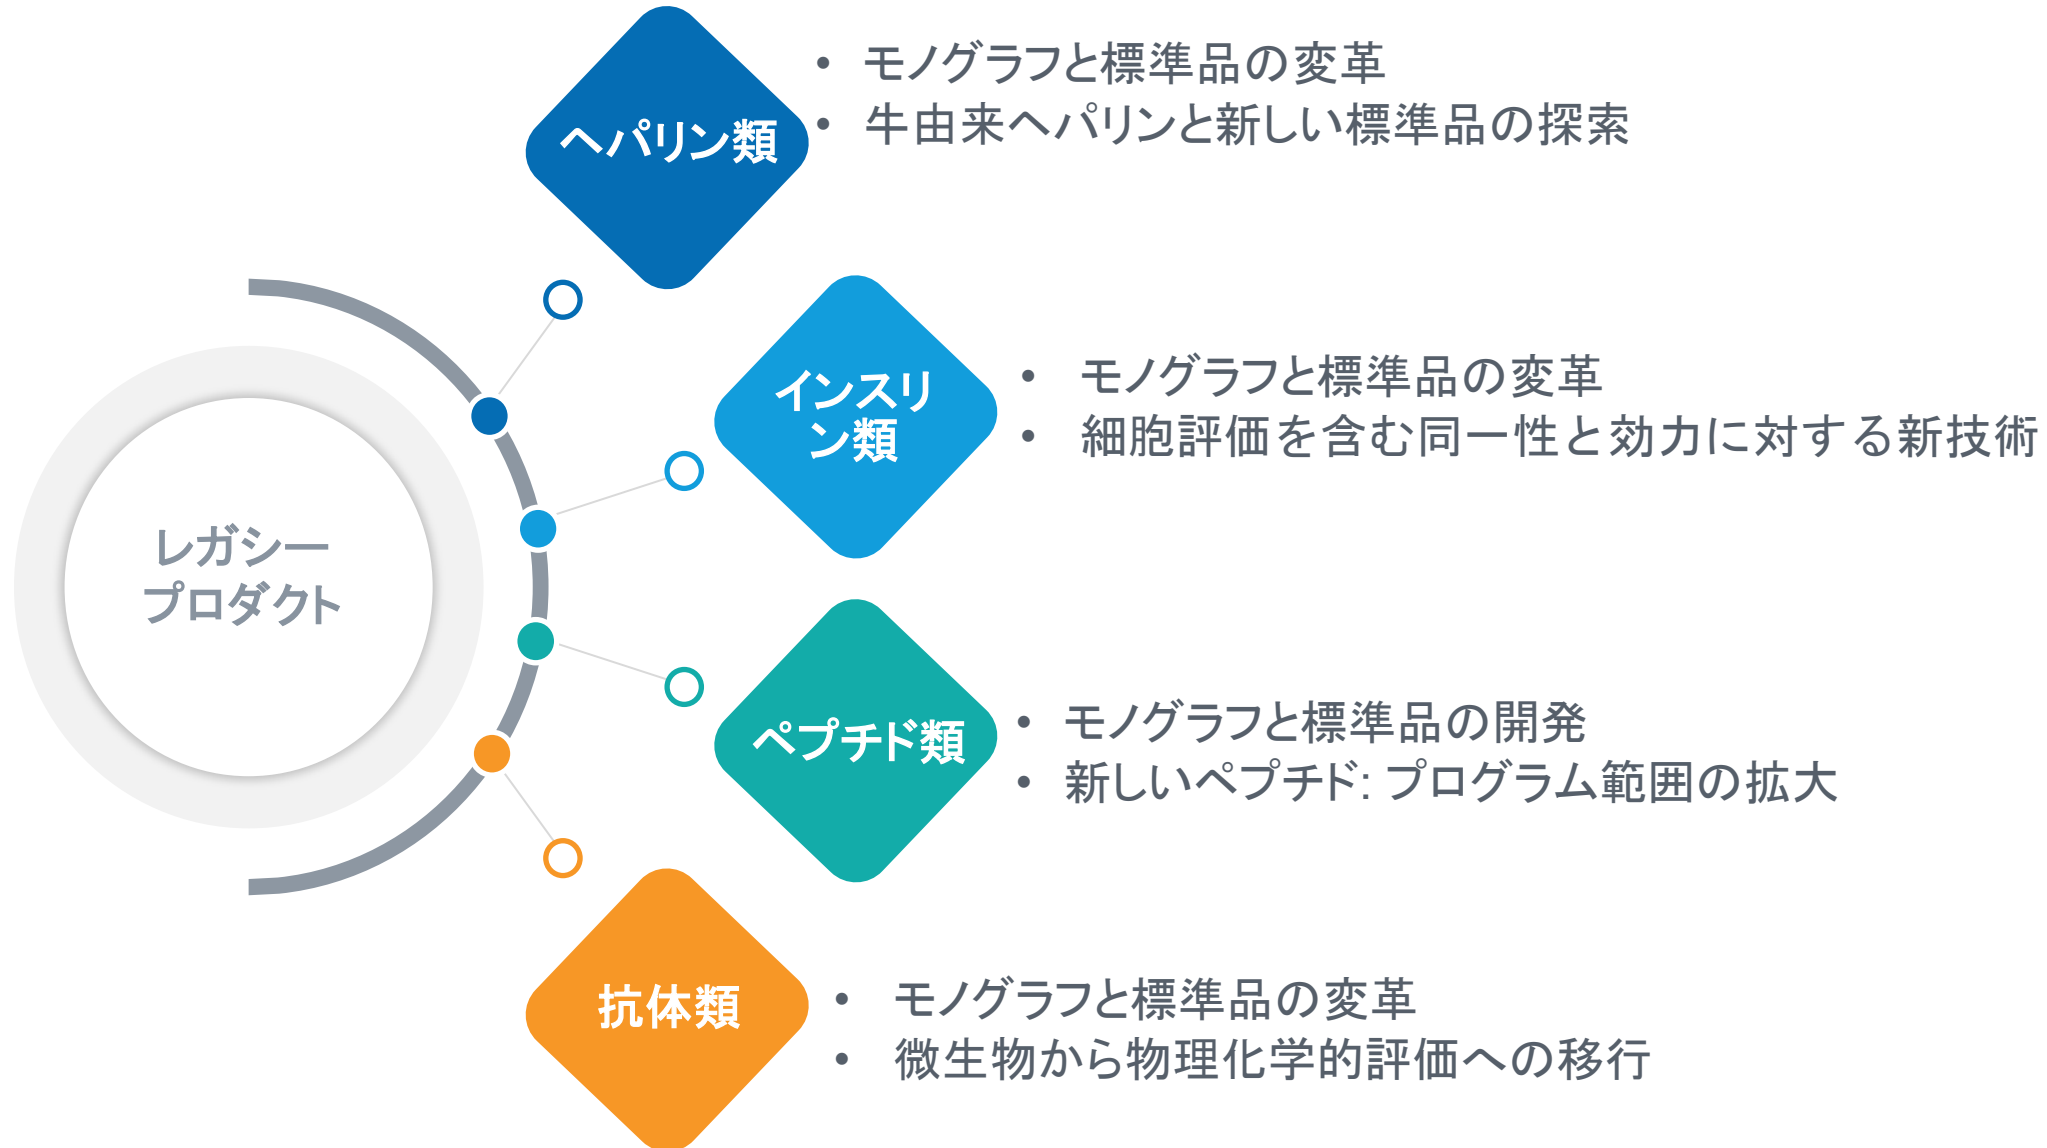 レガシー
プロダクト
ヘパリン類
• モノグラフと標準品の変革
• 牛由来ヘパリンと新しい標準品の探索
インスリ
ン類
• モノグラフと標準品の変革
• 細胞評価を含む同一性と効力に対する新技術
ペプチド類
• モノグラフと標準品の開発
• 新しいペプチド: プログラム範囲の拡大
抗体類
• モノグラフと標準品の変革
• 微生物から物理化学的評価への移行